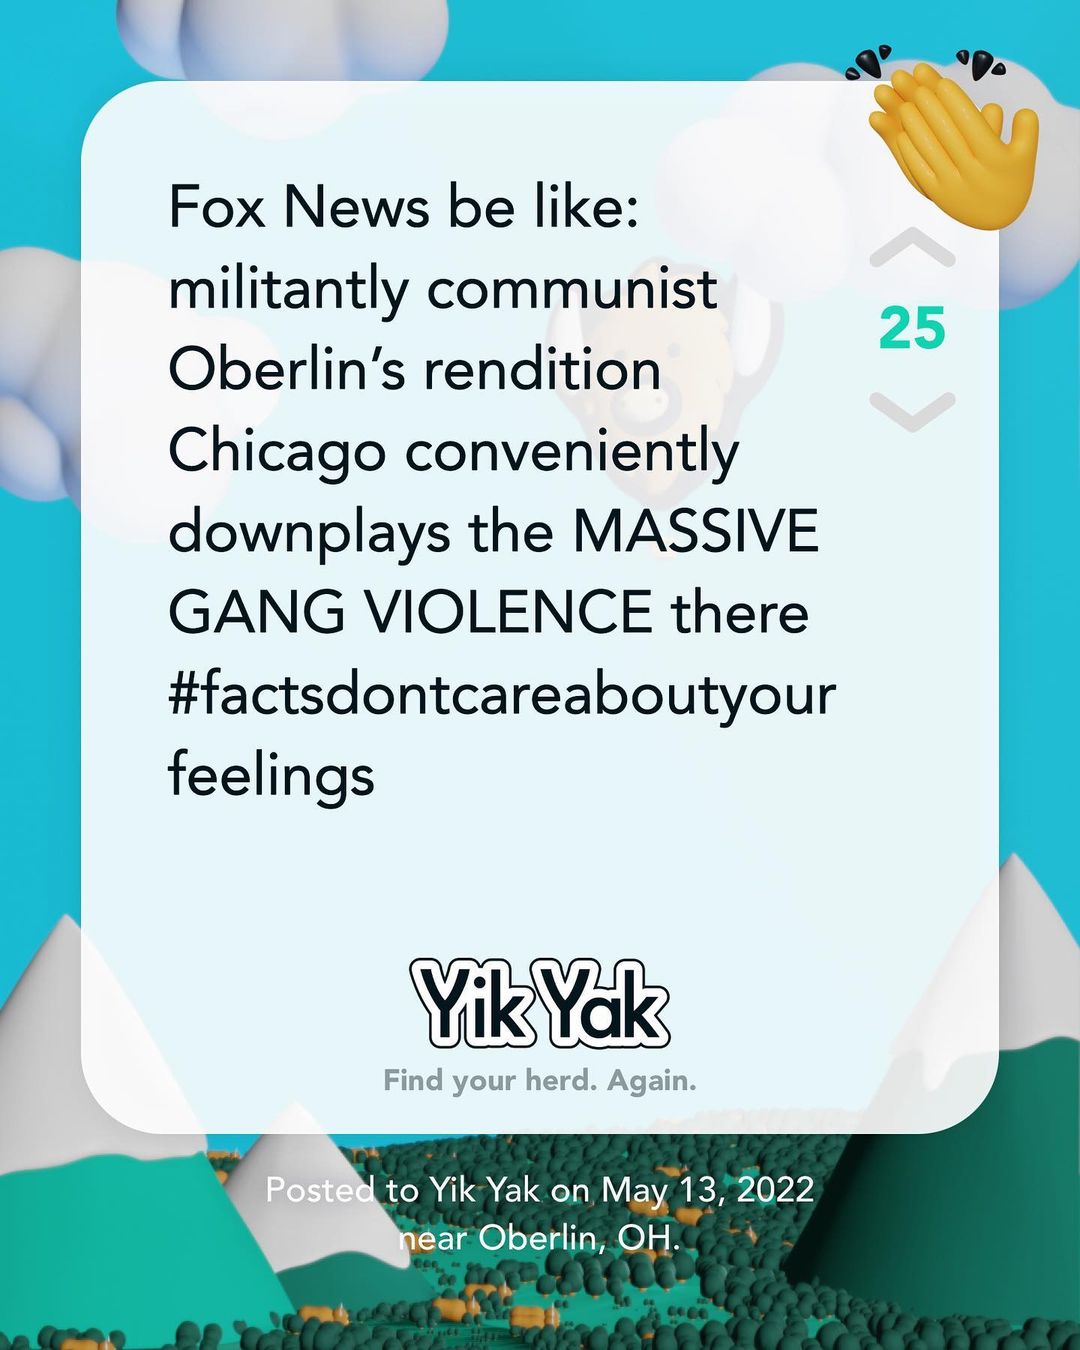 Fox News be like:
militantly communist
Oberlin’s rendition
Chicago conveniently
downplays the MASSIVE
GANG VIOLENCE there
#factsdontcareaboutyour
feelings
25
Yik Yak
Find your herd. Again.
Posted to Yik Yak on May 13, 2022
near Oberlin, OH.